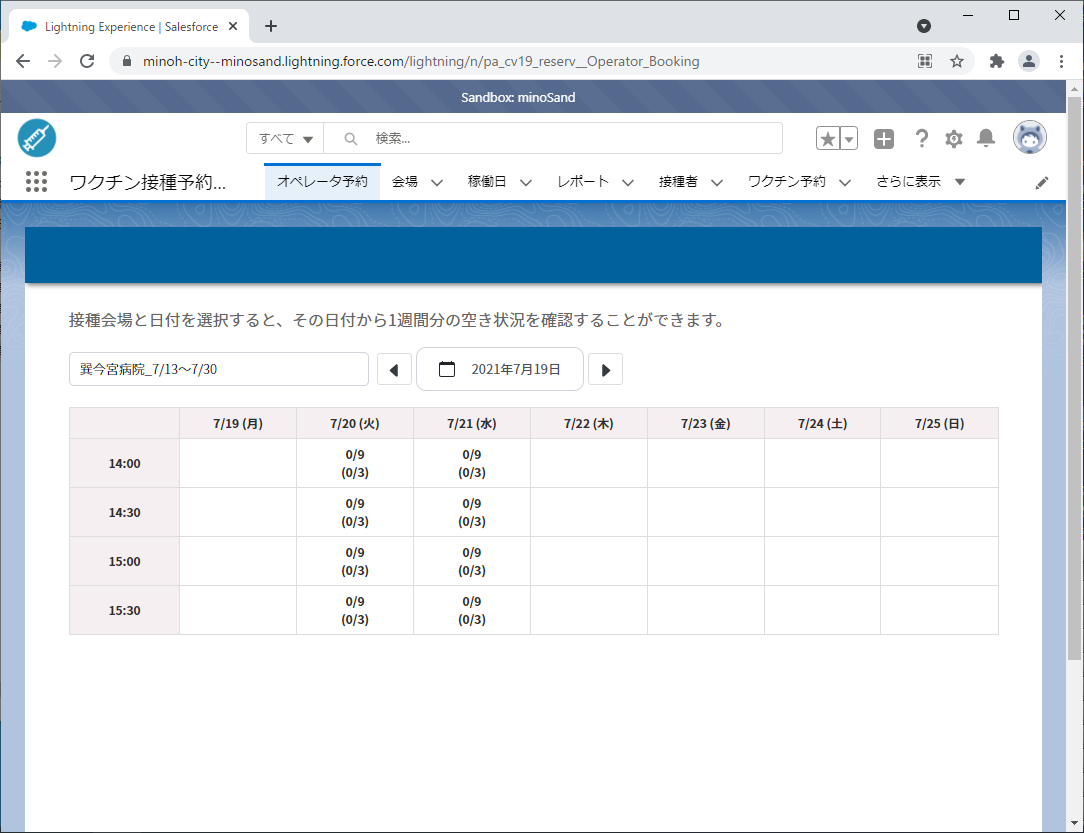 Lightning Experience | Salesforce
minoh-city--minosand.lightning.force.com/lightning/n/pa_cv19_reserv__Operator_Booking
Sandbox: minoSand
すべて 検索...
ワクチン接種予約... オペレータ予約 会場 稼働日 レポート 接種者 ワクチン予約 さらに表示
接種会場と日付を選択すると、その日付から1週間分の空き状況を確認することができます。
巽今宮病院_7/13～7/30 2021年7月19日
7/19 (月) 7/20 (火) 7/21 (水) 7/22 (木) 7/23 (金) 7/24 (土) 7/25 (日)
14:00 0/9 (0/3) 0/9 (0/3)
14:30 0/9 (0/3) 0/9 (0/3)
15:00 0/9 (0/3) 0/9 (0/3)
15:30 0/9 (0/3) 0/9 (0/3)